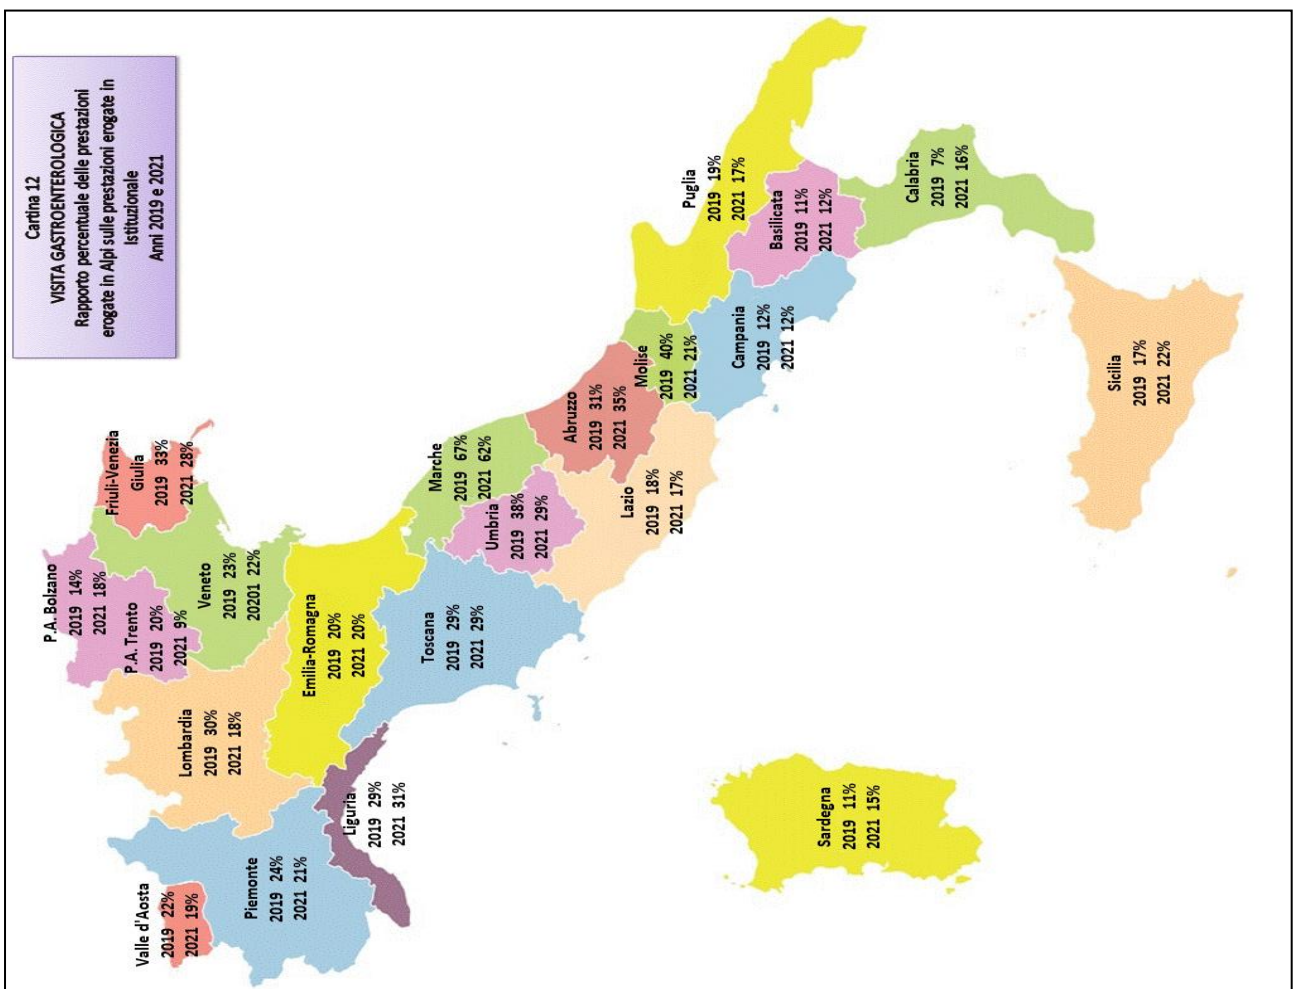 Cartina 12
VISITA GASTROENTEROLOGICA
Rapporto percentuale delle prestazioni
erogate in Alpi sulle prestazioni erogate in
Istituzionale
Anni 2019 e 2021
Valle d'Aosta
2019 22%
2021 19%
Piemonte
2019 24%
2021 21%
Liguria
2019 29%
2021 31%
Lombardia
2019 30%
2021 18%
P.A. Bolzano
2019 14%
2021 18%
P.A. Trento
2019 20%
2021 9%
Veneto
2019 23%
20201 22%
Friuli-Venezia
Giulia
2019 33%
2021 28%
Emilia-Romagna
2019 20%
2021 20%
Toscana
2019 29%
2021 29%
Umbria
2019 38%
2021 29%
Marche
2019 67%
2021 62%
Lazio
2019 18%
2021 17%
Abruzzo
2019 31%
2021 35%
Molise
2019 40%
2021 21%
Campania
2019 12%
2021 12%
Puglia
2019 19%
2021 17%
Basilicata
2019 11%
2021 12%
Calabria
2019 7%
2021 16%
Sicilia
2019 17%
2021 22%
Sardegna
2019 11%
2021 15%